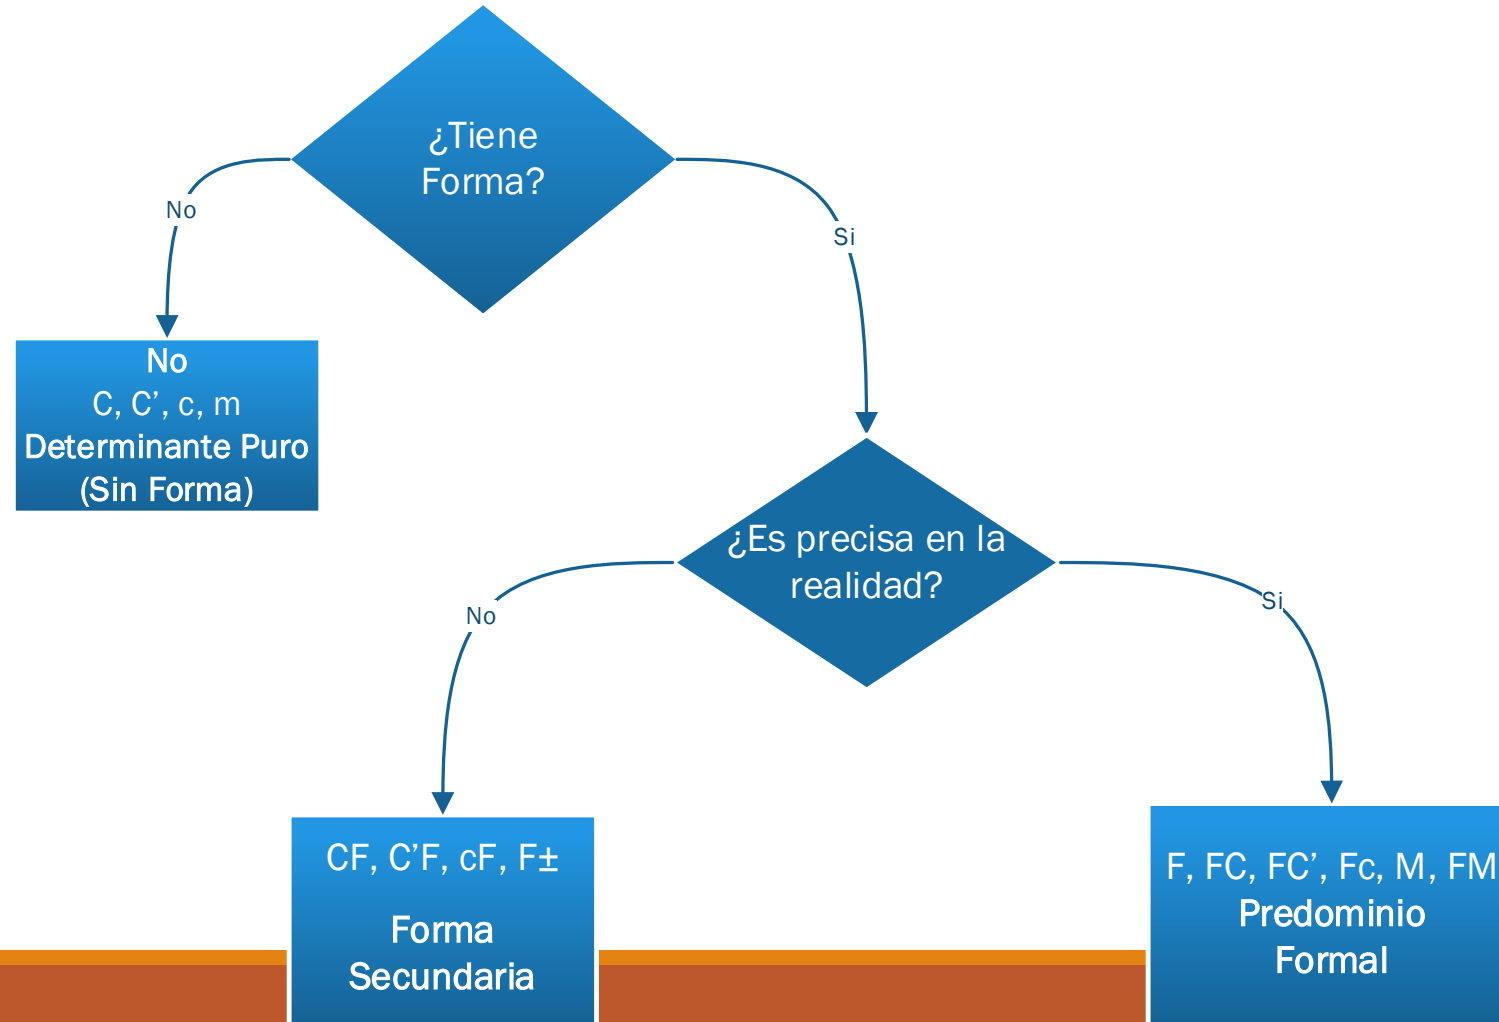 ¿Tiene
Forma?
No
Si
No
C, C’, c, m
Determinante Puro
(Sin Forma)
¿Es precisa en la
realidad?
No
Si
CF, C’F, cF, F±
Forma
Secundaria
F, FC, FC’, Fc, M, FM
Predominio
Formal